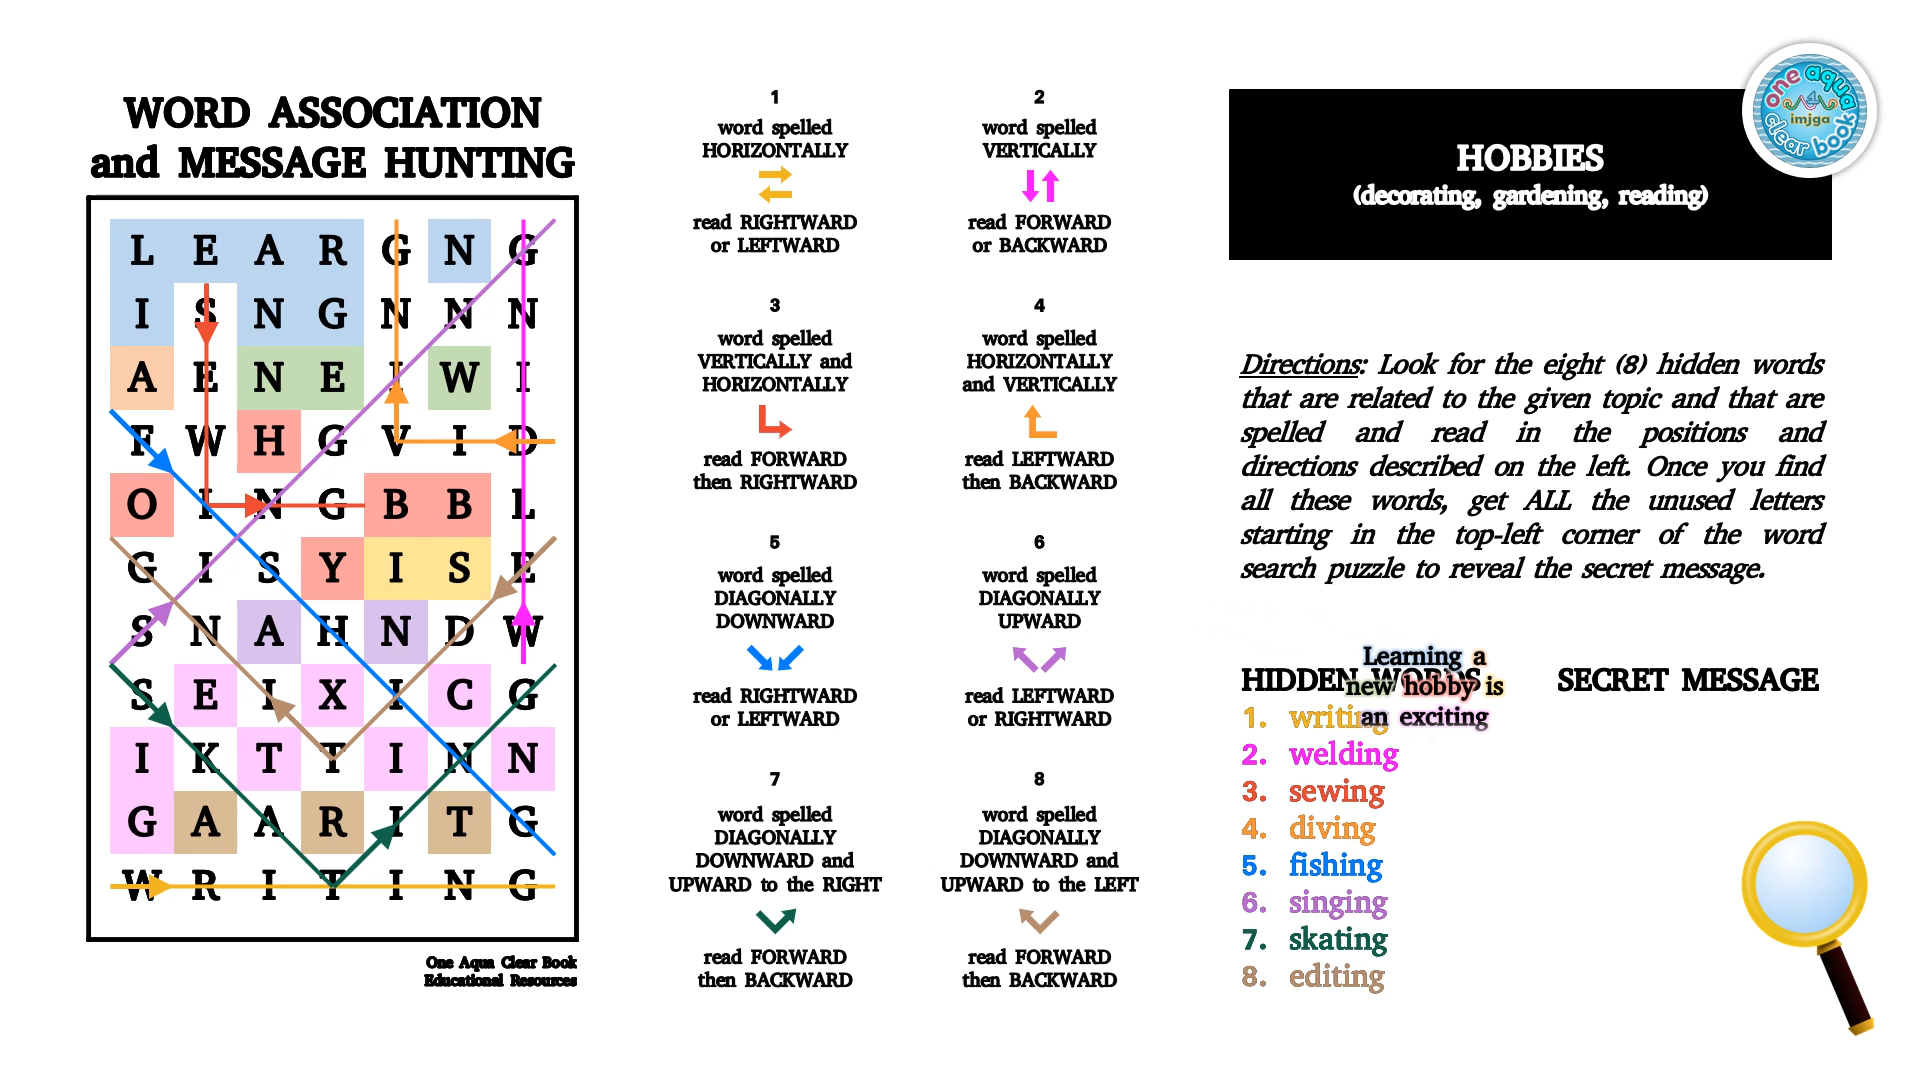 WORD ASSOCIATION
and MESSAGE HUNTING
L E A R G N G
I S N G N N N
A E N E I W I
F W H G V I D
O I N G B B L
G I S Y I S E
S N A H N D W
S E I X I C G
I K T T I N N
G A A R I T G
W R I T I N G
One Aqua Clear Book
Educational Resources
1
word spelled
HORIZONTALLY
read RIGHTWARD
or LEFTWARD
2
word spelled
VERTICALLY
read FORWARD
or BACKWARD
3
word spelled
VERTICALLY and
HORIZONTALLY
read FORWARD
then RIGHTWARD
4
word spelled
HORIZONTALLY
and VERTICALLY
read LEFTWARD
then BACKWARD
5
word spelled
DIAGONALLY
DOWNWARD
read RIGHTWARD
or LEFTWARD
6
word spelled
DIAGONALLY
UPWARD
read LEFTWARD
or RIGHTWARD
7
word spelled
DIAGONALLY
DOWNWARD and
UPWARD to the RIGHT
read FORWARD
then BACKWARD
8
word spelled
DIAGONALLY
DOWNWARD and
UPWARD to the LEFT
read FORWARD
then BACKWARD
HOBBIES
(decorating, gardening, reading)
one aqua
imjga
clear book
Directions: Look for the eight (8) hidden words
that are related to the given topic and that are
spelled and read in the positions and
directions described on the left. Once you find
all these words, get ALL the unused letters
starting in the top-left corner of the word
search puzzle to reveal the secret message.
HIDDEN WORDS
1. writing
2. welding
3. sewing
4. diving
5. fishing
6. singing
7. skating
8. editing
Learning a
new hobby is
an exciting
SECRET MESSAGE